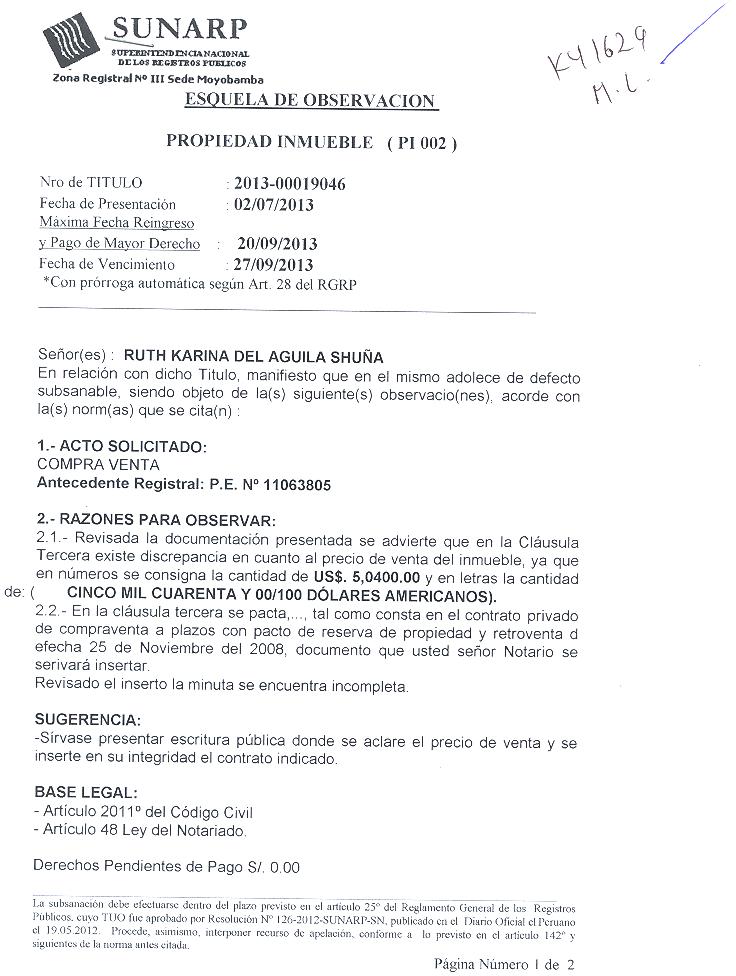 SUNARP
SUPERINTENDENCIA NACIONAL
DE LOS REGISTROS PUBLICOS
Zona Registral Nº III Sede Moyobamba
K41629
M.L.
ESQUELA DE OBSERVACION
PROPIEDAD INMUEBLE ( PI 002 )
Nro de TITULO : 2013-00019046
Fecha de Presentación : 02/07/2013
Máxima Fecha Reingreso
y Pago de Mayor Derecho : 20/09/2013
Fecha de Vencimiento : 27/09/2013
*Con prórroga automática según Art. 28 del RGRP
Señor(es) : RUTH KARINA DEL AGUILA SHUÑA
En relación con dicho Titulo, manifiesto que en el mismo adolece de defecto
subsanable, siendo objeto de la(s) siguiente(s) observacio(nes), acorde con
la(s) norm(as) que se cita(n) :
1.- ACTO SOLICITADO:
COMPRA VENTA
Antecedente Registral: P.E. Nº 11063805
2.- RAZONES PARA OBSERVAR:
2.1.- Revisada la documentación presentada se advierte que en la Cláusula
Tercera existe discrepancia en cuanto al precio de venta del inmueble, ya que
en números se consigna la cantidad de US$. 5,0400.00 y en letras la cantidad
de: ( CINCO MIL CUARENTA Y 00/100 DÓLARES AMERICANOS).
2.2.- En la cláusula tercera se pacta,..., tal como consta en el contrato privado
de compraventa a plazos con pacto de reserva de propiedad y retroventa d
efecha 25 de Noviembre del 2008, documento que usted señor Notario se
serivará insertar.
Revisado el inserto la minuta se encuentra incompleta.
SUGERENCIA:
-Sírvase presentar escritura pública donde se aclare el precio de venta y se
inserte en su integridad el contrato indicado.
BASE LEGAL:
- Artículo 2011º del Código Civil
- Artículo 48 Ley del Notariado.
Derechos Pendientes de Pago S/. 0.00
La subsanación debe efectuarse dentro del plazo previsto en el artículo 25º del Reglamento General de los Registros
Públicos, cuyo TUO fue aprobado por Resolución Nº 126-2012-SUNARP-SN, publicado en el Diario Oficial el Peruano
el 19.05.2012. Procede, asimismo, interponer recurso de apelación, conforme a lo previsto en el artículo 142º y
siguientes de la norma antes citada.
Página Número 1 de 2